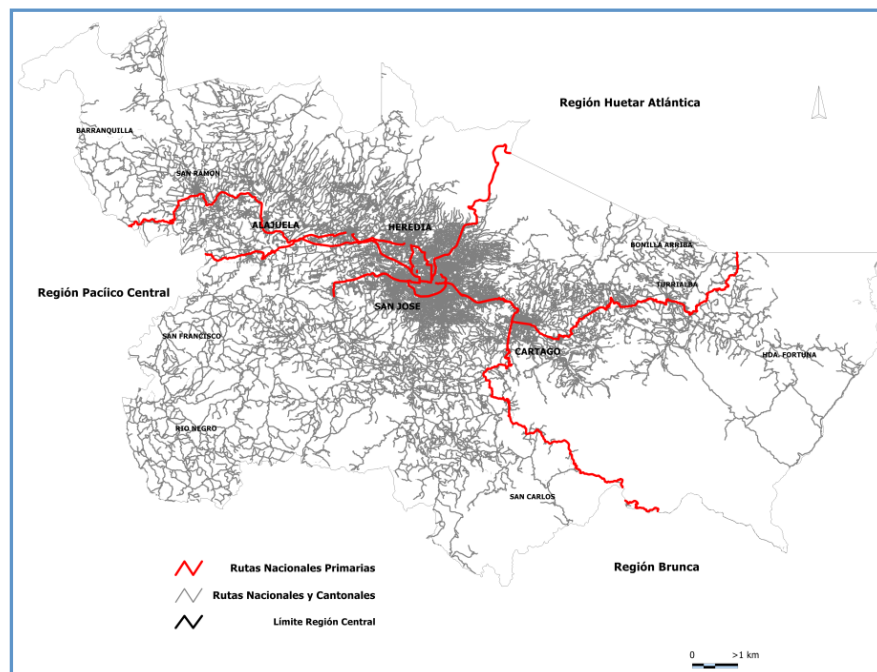 Región Huetar Atlántica
BARRANQUILLA
SAN RAMON
ALAJUELA
HEREDIA
BONILLA ARRIBA
TURRIALBA
Región Pacíico Central
SAN JOSE
SAN FRANCISCO
CARTAGO
HDA. FORTUNA
RIO NEGRO
SAN CARLOS
Región Brunca
Rutas Nacionales Primarias
Rutas Nacionales y Cantonales
Límite Región Central
0 >1 km